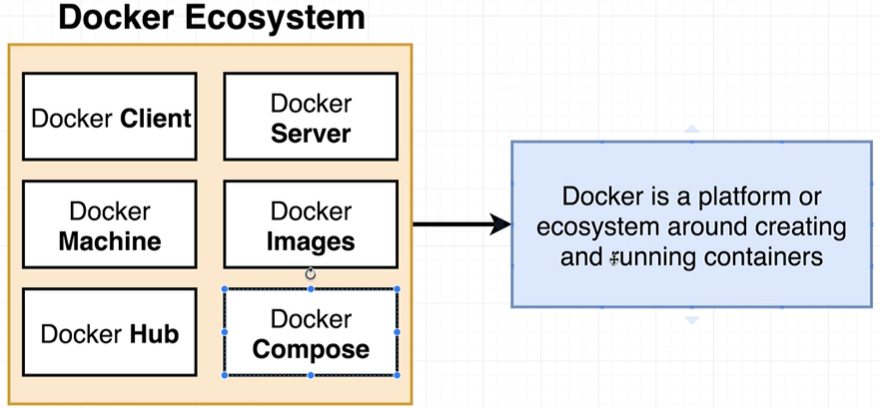 Docker Ecosystem
Docker Client
Docker
Server
Docker
Machine
Docker
Images
Docker Hub
Docker
Compose
Docker is a platform or
ecosystem around creating
and running containers